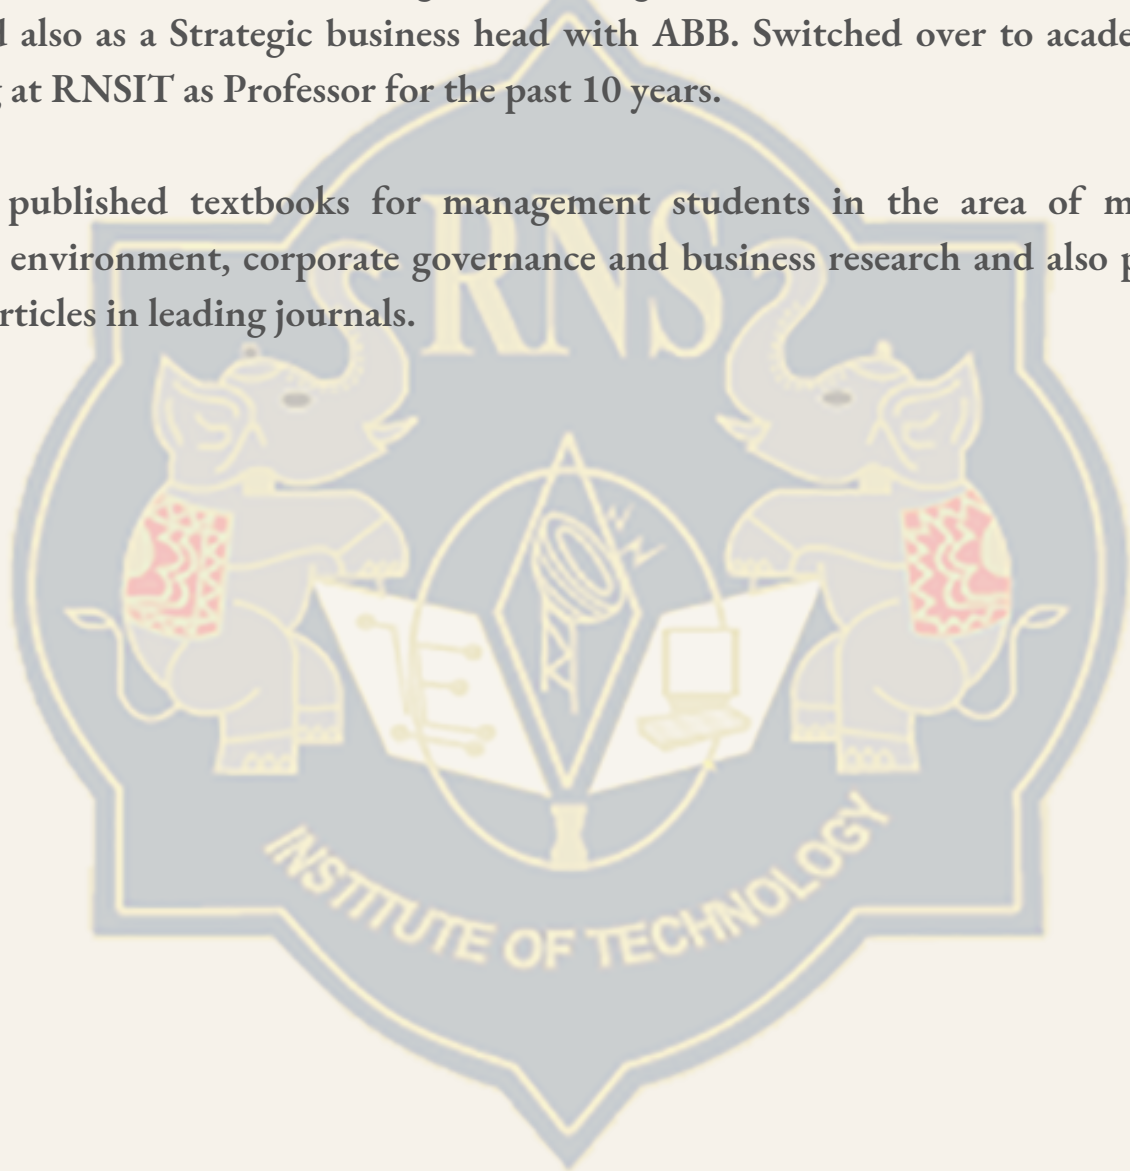 also as a Strategic business head with ABB. Switched over to
at RNSIT as Professor for the past 10 years.
published textbooks for management students in the area of
environment, corporate governance and business research and also
in leading journals.
RNS
INSTITUTE OF TECHNOLOGY